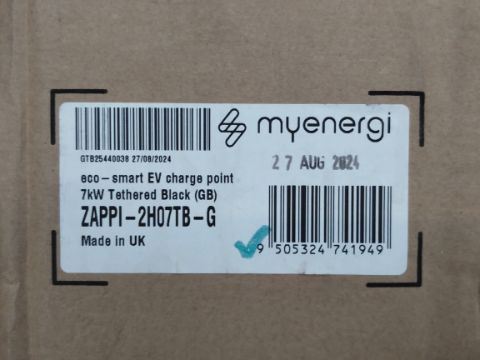 myenergi
GTB25440038 27/08/2024
27 AUG 2024
eco-smart EV charge point
7kW Tethered Black (GB)
ZAPPI-2H07TB-G
Made in UK
9 505324 741949